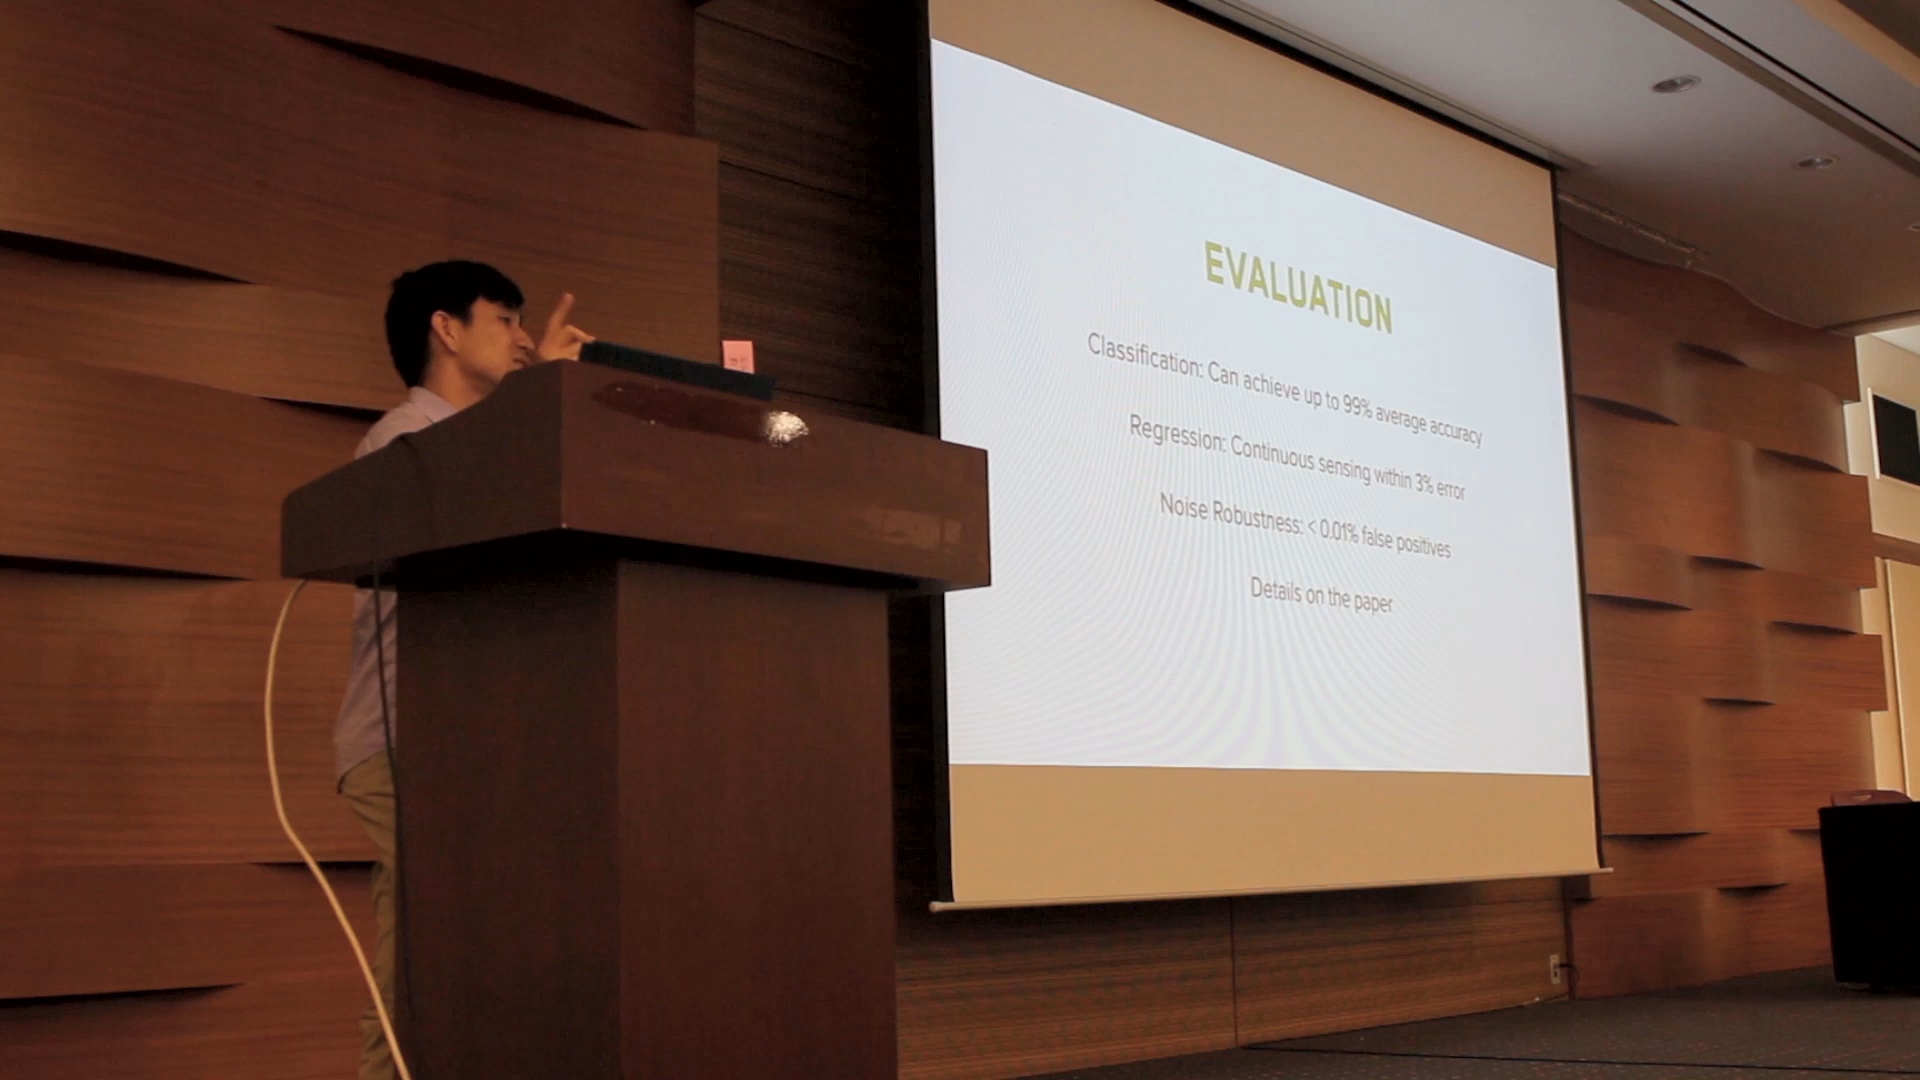 EVALUATION
Classification: Can achieve up to 99% average accuracy
Regression: Continuous sensing within 3% error
Noise Robustness: < 0.01% false positives
Details on the paper